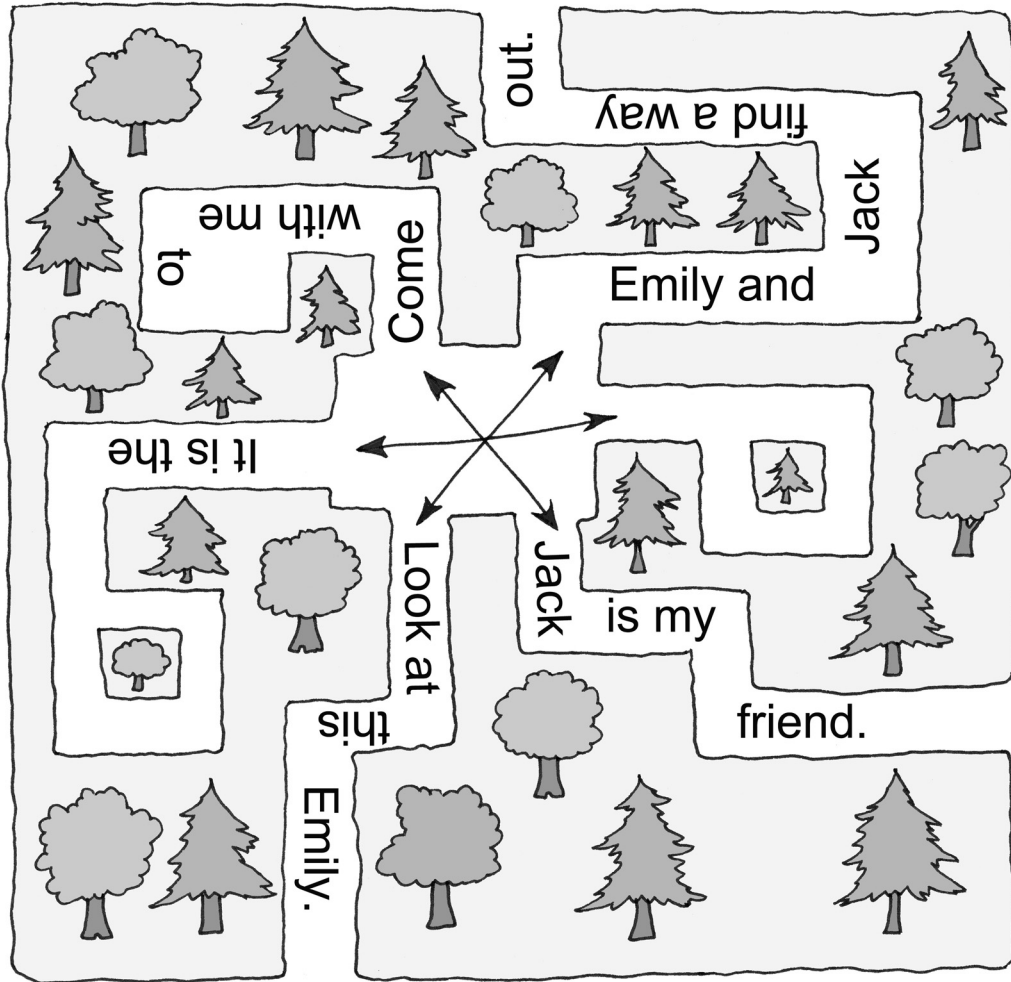 out.
find a way
Jack
Emily and
Come
with me
to
It is the
Look at
this
Emily.
Jack
is my
friend.